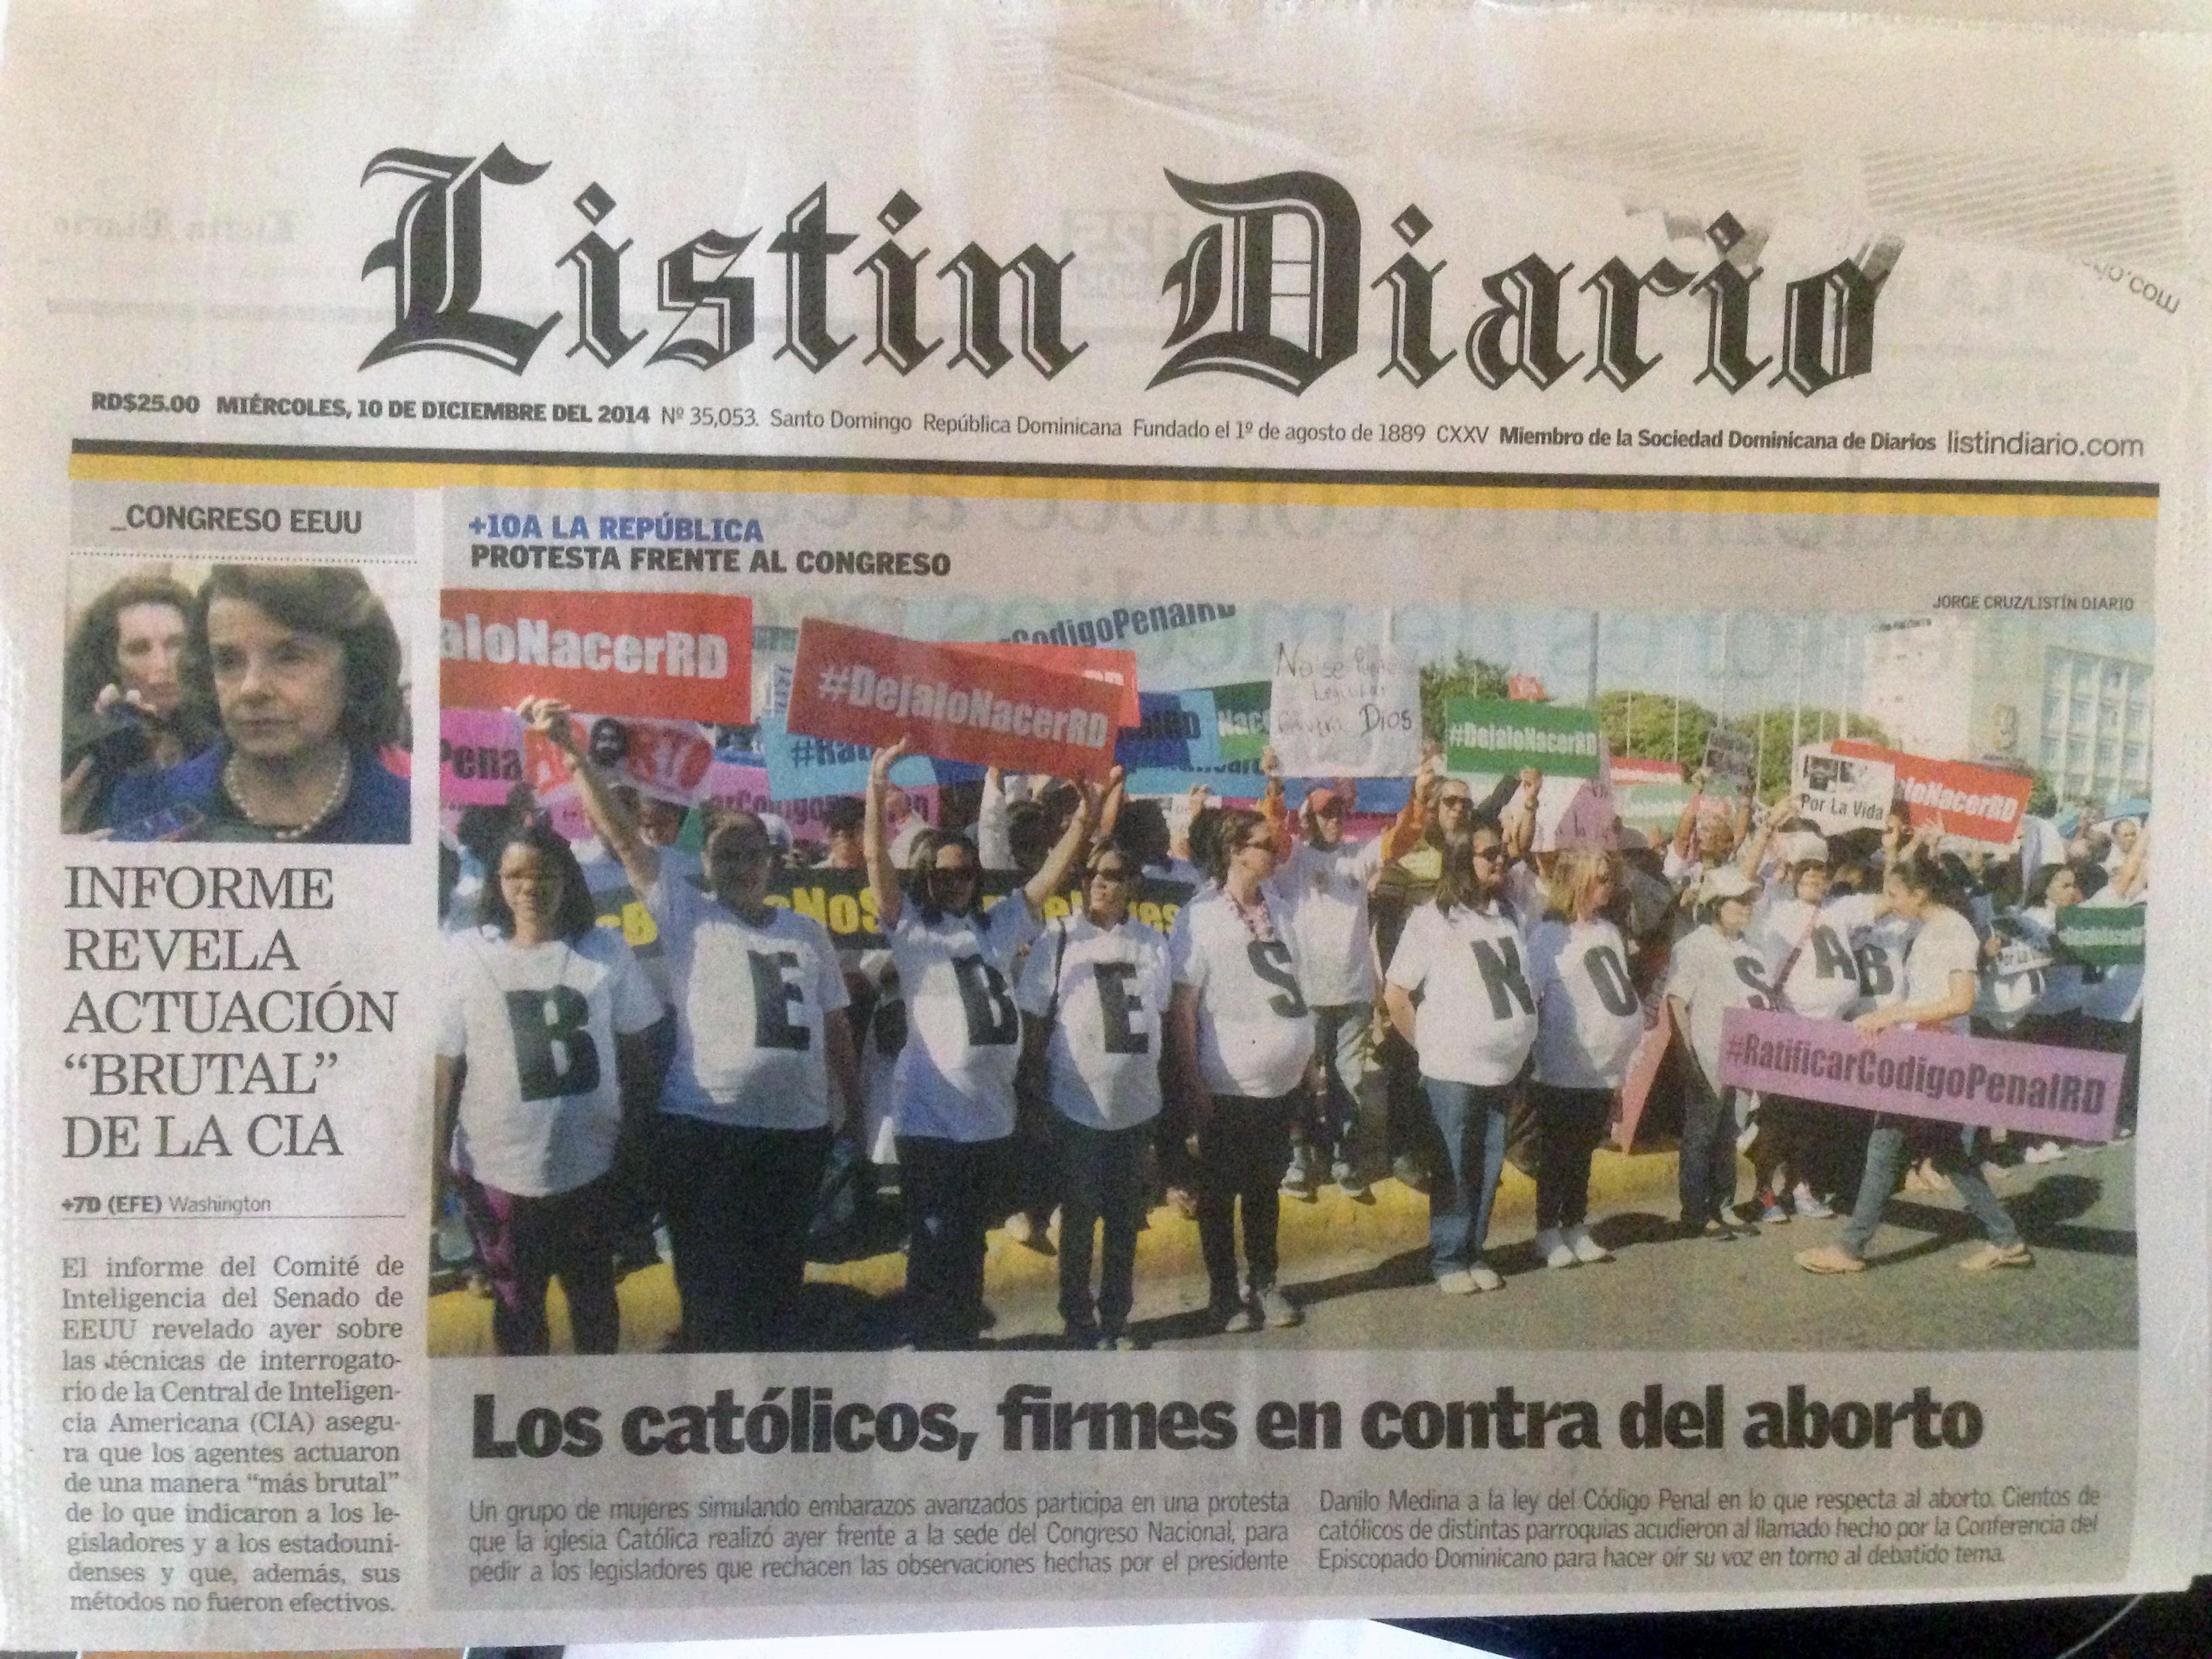 Listin Diario
RD$25.00 MIÉRCOLES, 10 DE DICIEMBRE DEL 2014 Nº 35,053. Santo Domingo República Dominicana Fundado el 1º de agosto de 1889 CXXV Miembro de la Sociedad Dominicana de Diarios listindiario.com
_CONGRESO EEUU
INFORME
REVELA
ACTUACIÓN
“BRUTAL”
DE LA CIA
+7D (EFE) Washington
El informe del Comité de
Inteligencia del Senado de
EEUU revelado ayer sobre
las técnicas de interrogato-
rio de la Central de Inteligen-
cia Americana (CIA) asegu-
ra que los agentes actuaron
de una manera “más brutal”
de lo que indicaron a los le-
gisladores y a los estadouni-
denses y que, además, sus
métodos no fueron efectivos.
+10A LA REPÚBLICA
PROTESTA FRENTE AL CONGRESO
JORGE CRUZ/LISTÍN DIARIO
aloNacerRD
#DejaloNacerRD
CodigoPenalRD
No se
Dios
#DejaloNacerRD
Por La Vida
loNacerRD
B E B E S N O S A B
#RatificarCodigoPenalRD
Los católicos, firmes en contra del aborto
Un grupo de mujeres simulando embarazos avanzados participa en una protesta
que la iglesia Católica realizó ayer frente a la sede del Congreso Nacional, para
pedir a los legisladores que rechacen las observaciones hechas por el presidente
Danilo Medina a la ley del Código Penal en lo que respecta al aborto. Cientos de
católicos de distintas parroquias acudieron al llamado hecho por la Conferencia del
Episcopado Dominicano para hacer oír su voz en torno al debatido tema.